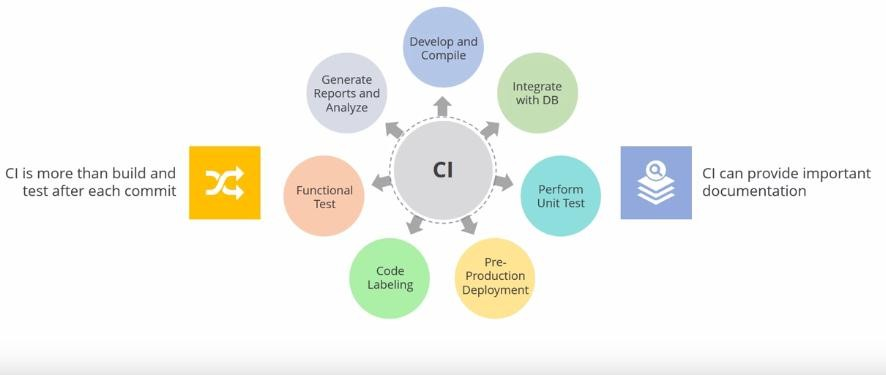 Develop and
Compile
Generate
Reports and
Analyze
Integrate
with DB
CI is more than build and
test after each commit
CI
CI can provide important
documentation
Functional
Test
Perform
Unit Test
Code
Labeling
Pre-
Production
Deployment